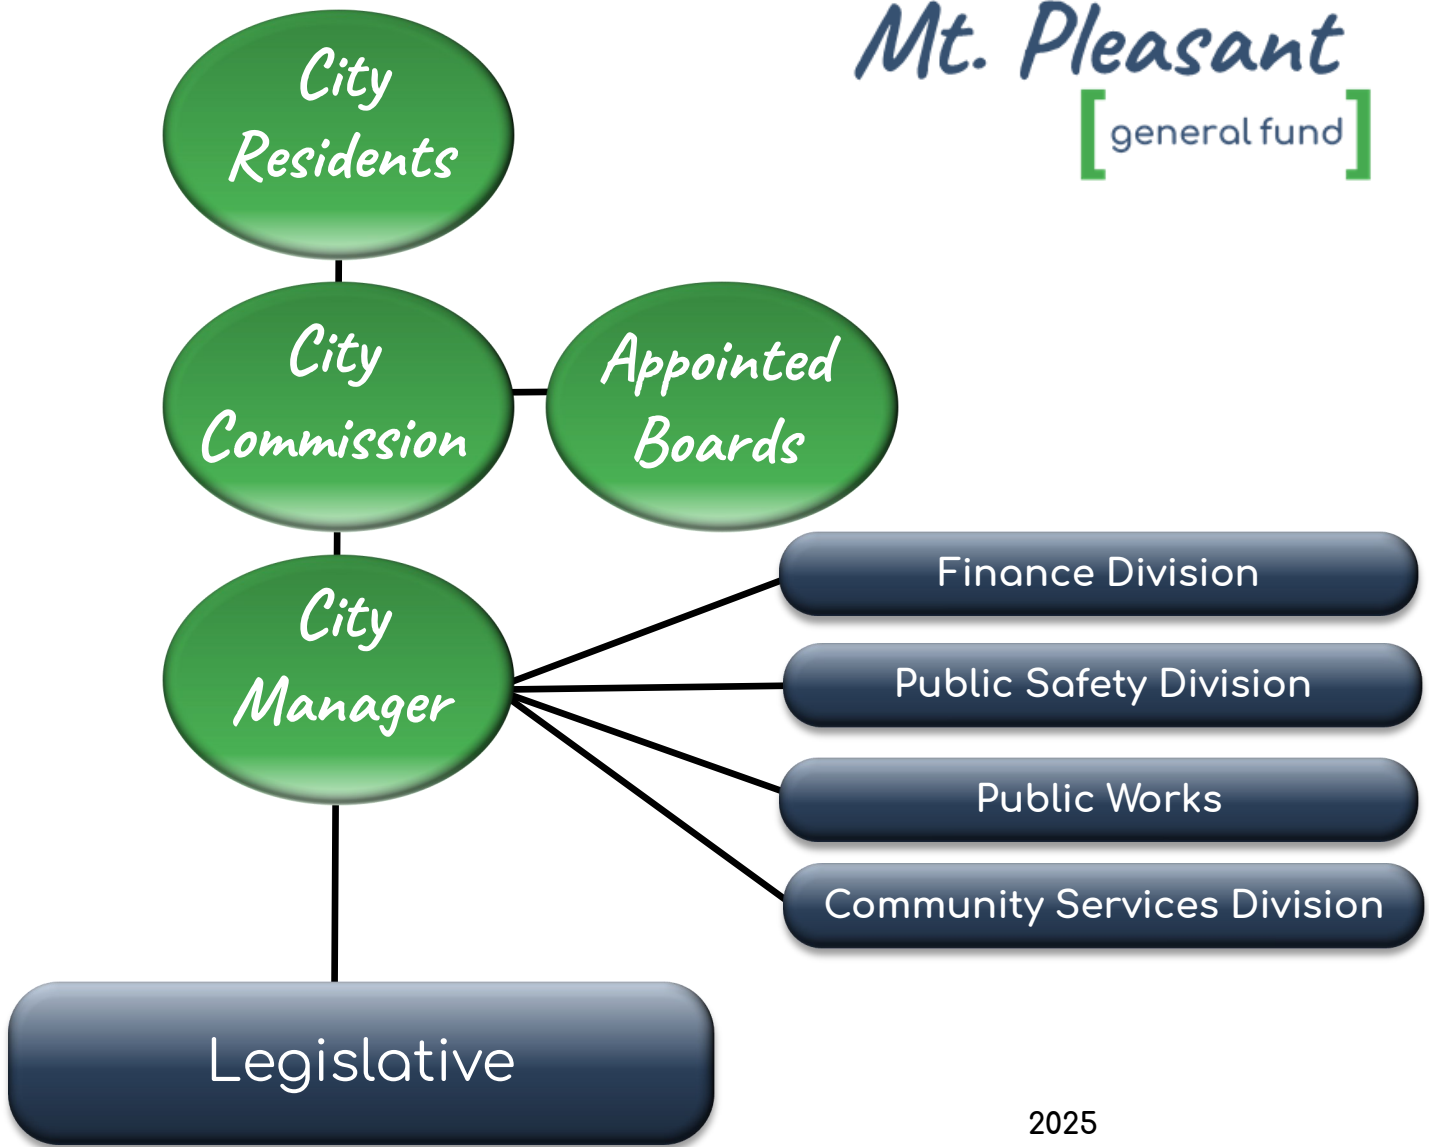 Mt. Pleasant
[general fund]
City
Residents
City
Commission
Appointed
Boards
City
Manager
Finance Division
Public Safety Division
Public Works
Community Services Division
Legislative
2025